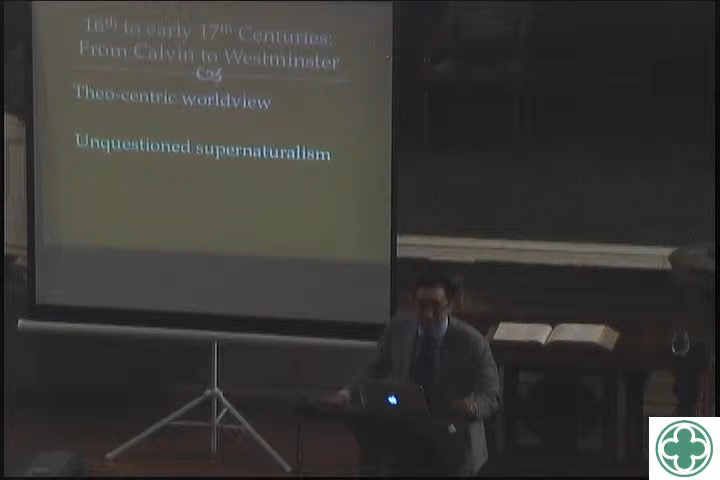 16th to early 17th Centuries:
From Calvin to Westminster
Theo-centric worldview
Unquestioned supernaturalism